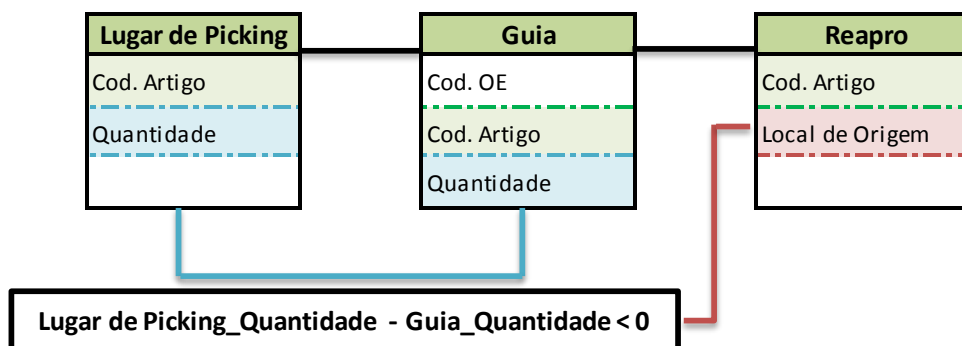 Lugar de Picking
Cod. Artigo
Quantidade
Guia
Cod. OE
Cod. Artigo
Quantidade
Reapro
Cod. Artigo
Local de Origem
Lugar de Picking_Quantidade - Guia_Quantidade < 0